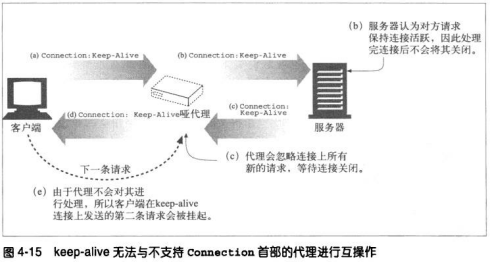 (b) 服务器认为对方请求
保持连接活跃，因此处理
完连接后不会将其关闭。
(a) Connection:Keep-Alive
(b) Connection:Keep-Alive
(d) Connection: Keep-Alive
哑代理
(c) Connection:
Keep-Alive
客户端
服务器
下一条请求
(c) 代理会忽略连接上所有
新的请求，等待连接关闭。
(e) 由于代理不会对其进
行处理，所以客户端在keep-alive
连接上发送的第二条请求会被挂起。
图 4-15 keep-alive 无法与不支持 Connection 首部的代理进行互操作